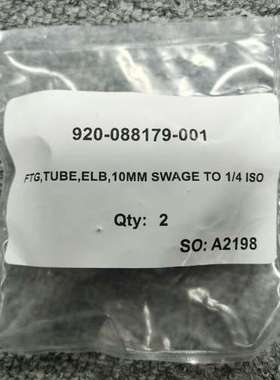 920-088179-001
FTG,TUBE,ELB,10MM SWAGE TO 1/4 ISO
Qty: 2
SO: A2198